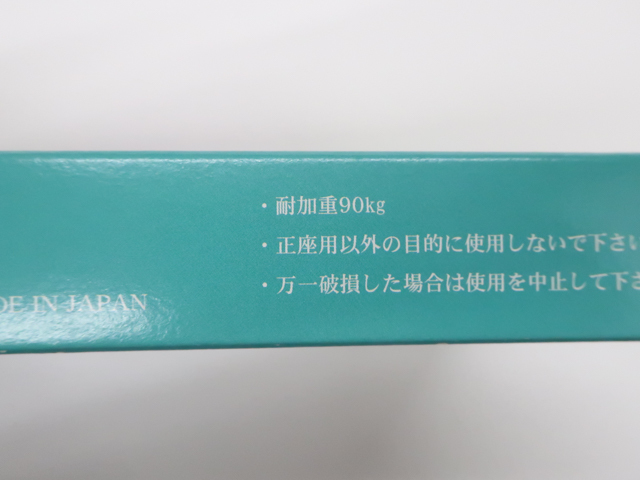 ・耐加重90kg
・正座用以外の目的に使用しないで下さい
・万一破損した場合は使用を中止して下さ
DE IN JAPAN